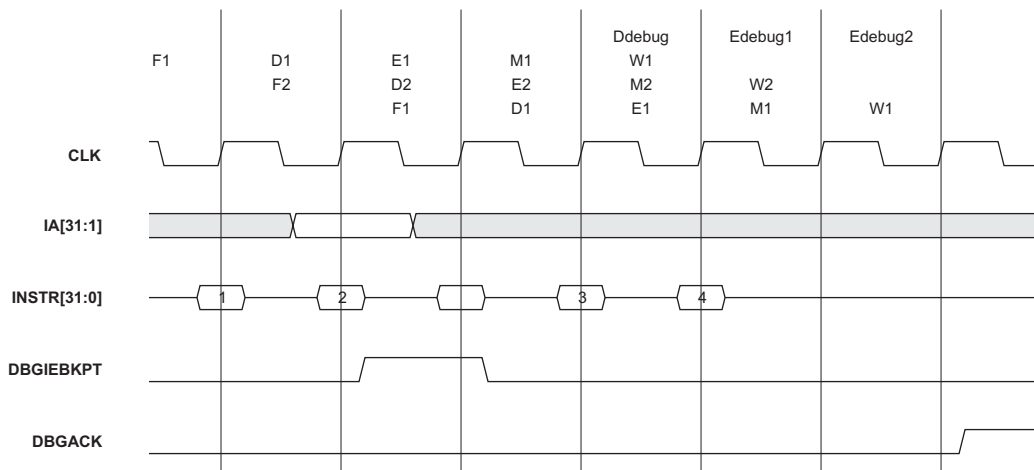 Ddebug Edebug1 Edebug2
F1 D1 E1 M1 W1
F2 D2 E2 M2 W2
F1 D1 E1 M1 W1
CLK
IA[31:1]
INSTR[31:0] 1 2 3 4
DBGIEBKPT
DBGACK